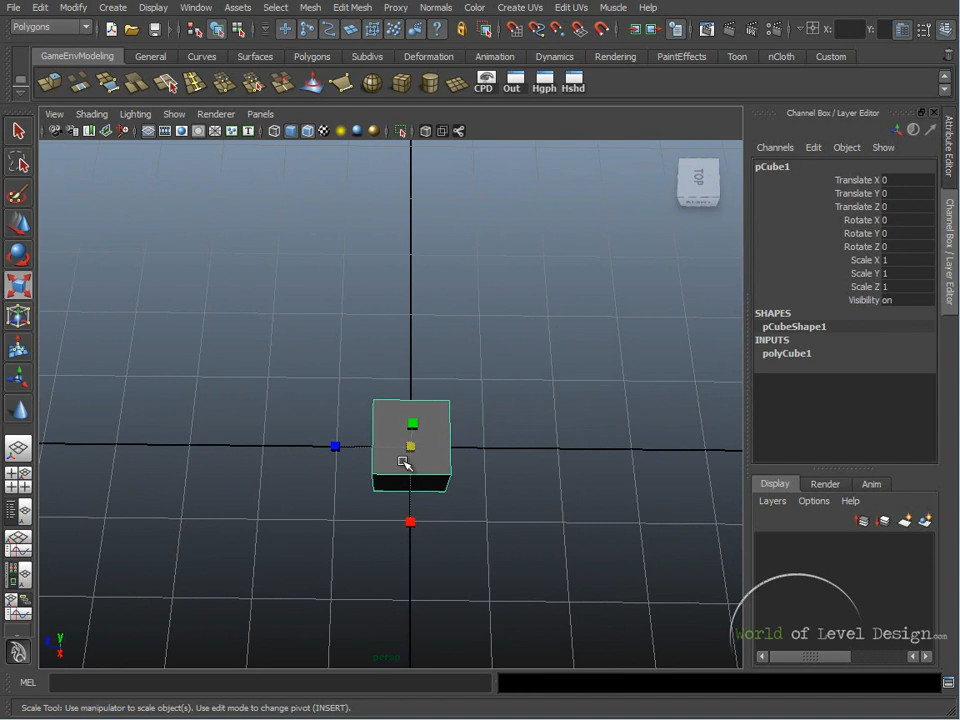 File Edit Modify Create Display Window Assets Select Mesh Edit Mesh Proxy Normals Color Create UVs Edit UVs Muscle Help
Polygons
X: Y:
GameEnvModeling General Curves Surfaces Polygons Subdivs Deformation Animation Dynamics Rendering PaintEffects Toon nCloth Custom
CPD Out Hgph Hshd
View Shading Lighting Show Renderer Panels
Channel Box / Layer Editor
Channels Edit Object Show
pCube1
Translate X 0
Translate Y 0
Translate Z 0
Rotate X 0
Rotate Y 0
Rotate Z 0
Scale X 1
Scale Y 1
Scale Z 1
Visibility on
SHAPES
pCubeShape1
INPUTS
polyCube1
Attribute Editor
Channel Box / Layer Editor
TOP
Display Render Anim
Layers Options Help
World of Level Design.com
y
x
persp
MEL
Scale Tool: Use manipulator to scale object(s). Use edit mode to change pivot (INSERT).